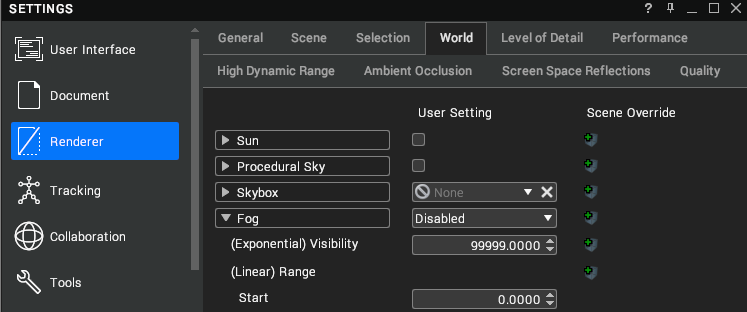 SETTINGS
?
General Scene Selection World Level of Detail Performance
User Interface
High Dynamic Range Ambient Occlusion Screen Space Reflections Quality
Document
User Setting Scene Override
Renderer
Sun
Procedural Sky
Tracking
Skybox None
Fog Disabled
Collaboration
(Exponential) Visibility 99999.0000
(Linear) Range
Tools
Start 0.0000